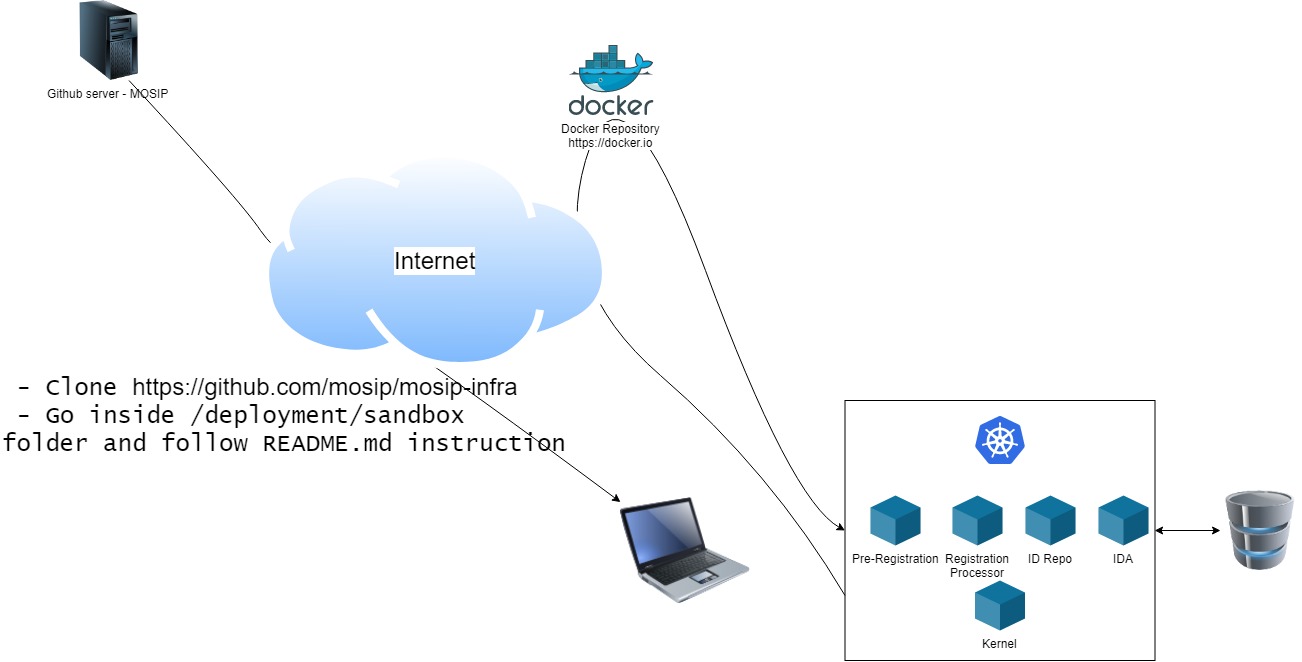 Github server - MOSIP
docker
Docker Repository
https://docker.io
Internet
- Clone https://github.com/mosip/mosip-infra
- Go inside /deployment/sandbox
folder and follow README.md instruction
Pre-Registration
Registration
Processor
ID Repo
IDA
Kernel